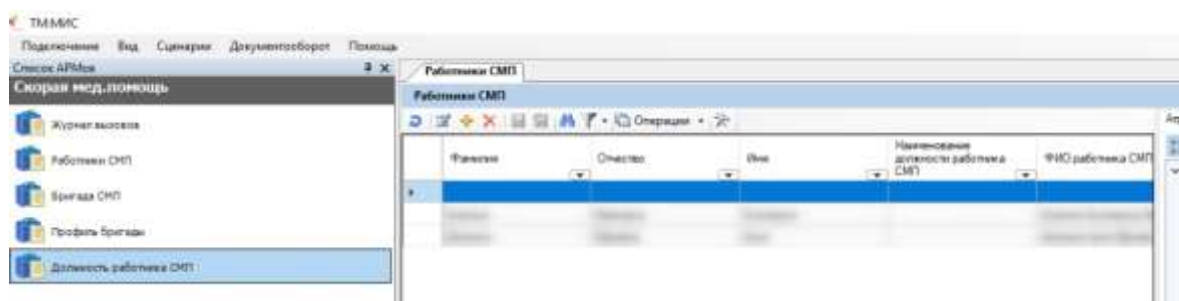 ТМ:МИС
Подключение Вид Сценарии Документооборот Помощь
Список АРМов
Скорая мед.помощь
Журнал вызовов
Работники СМП
Бригада СМП
Профиль бригады
Должность работника СМП
Работники СМП
Работники СМП
Операции
Фамилия Отчество Имя Наименование должности работника СМП ФИО работника СМП